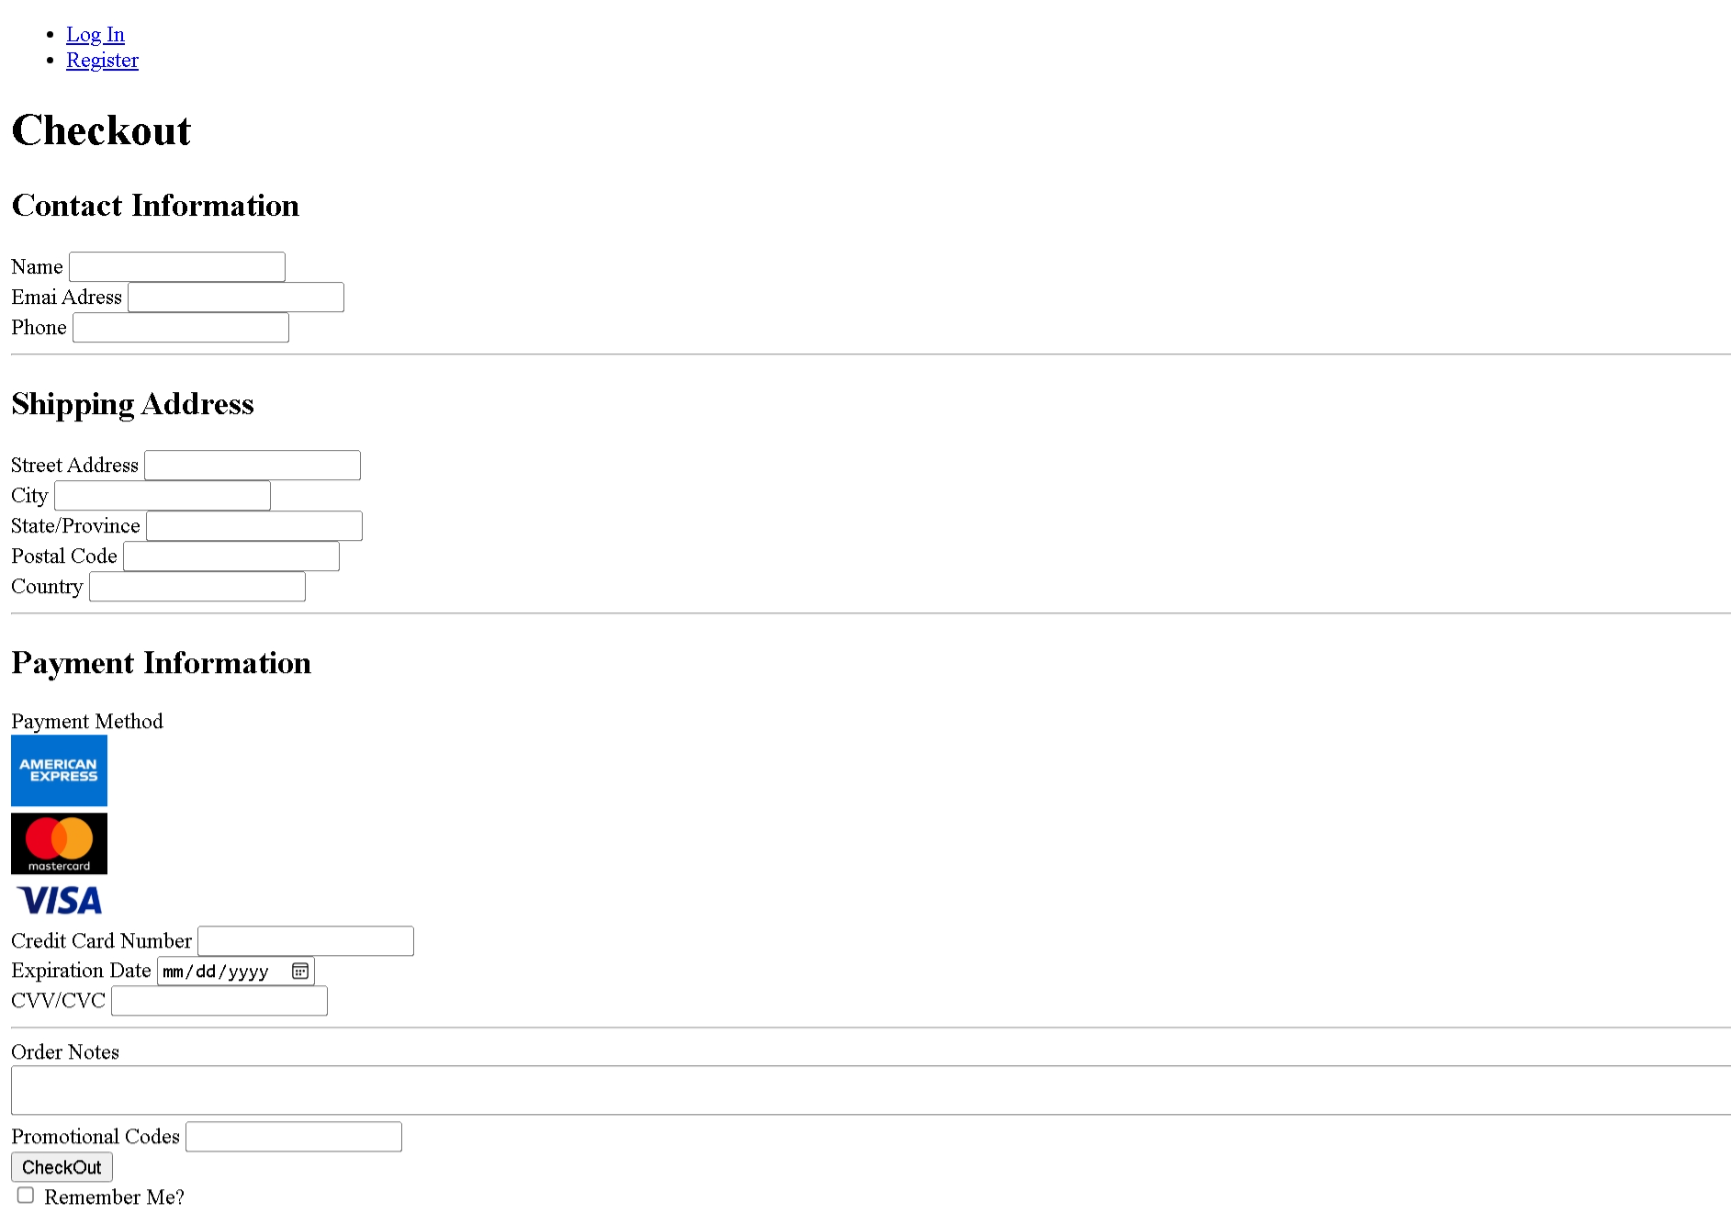 Log In
Register
Checkout
Contact Information
Name
Emai Adress
Phone
Shipping Address
Street Address
City
State/Province
Postal Code
Country
Payment Information
Payment Method
AMERICAN
EXPRESS
mastercard
VISA
Credit Card Number
Expiration Date mm/dd/yyyy
CVV/CVC
Order Notes
Promotional Codes
CheckOut
Remember Me?